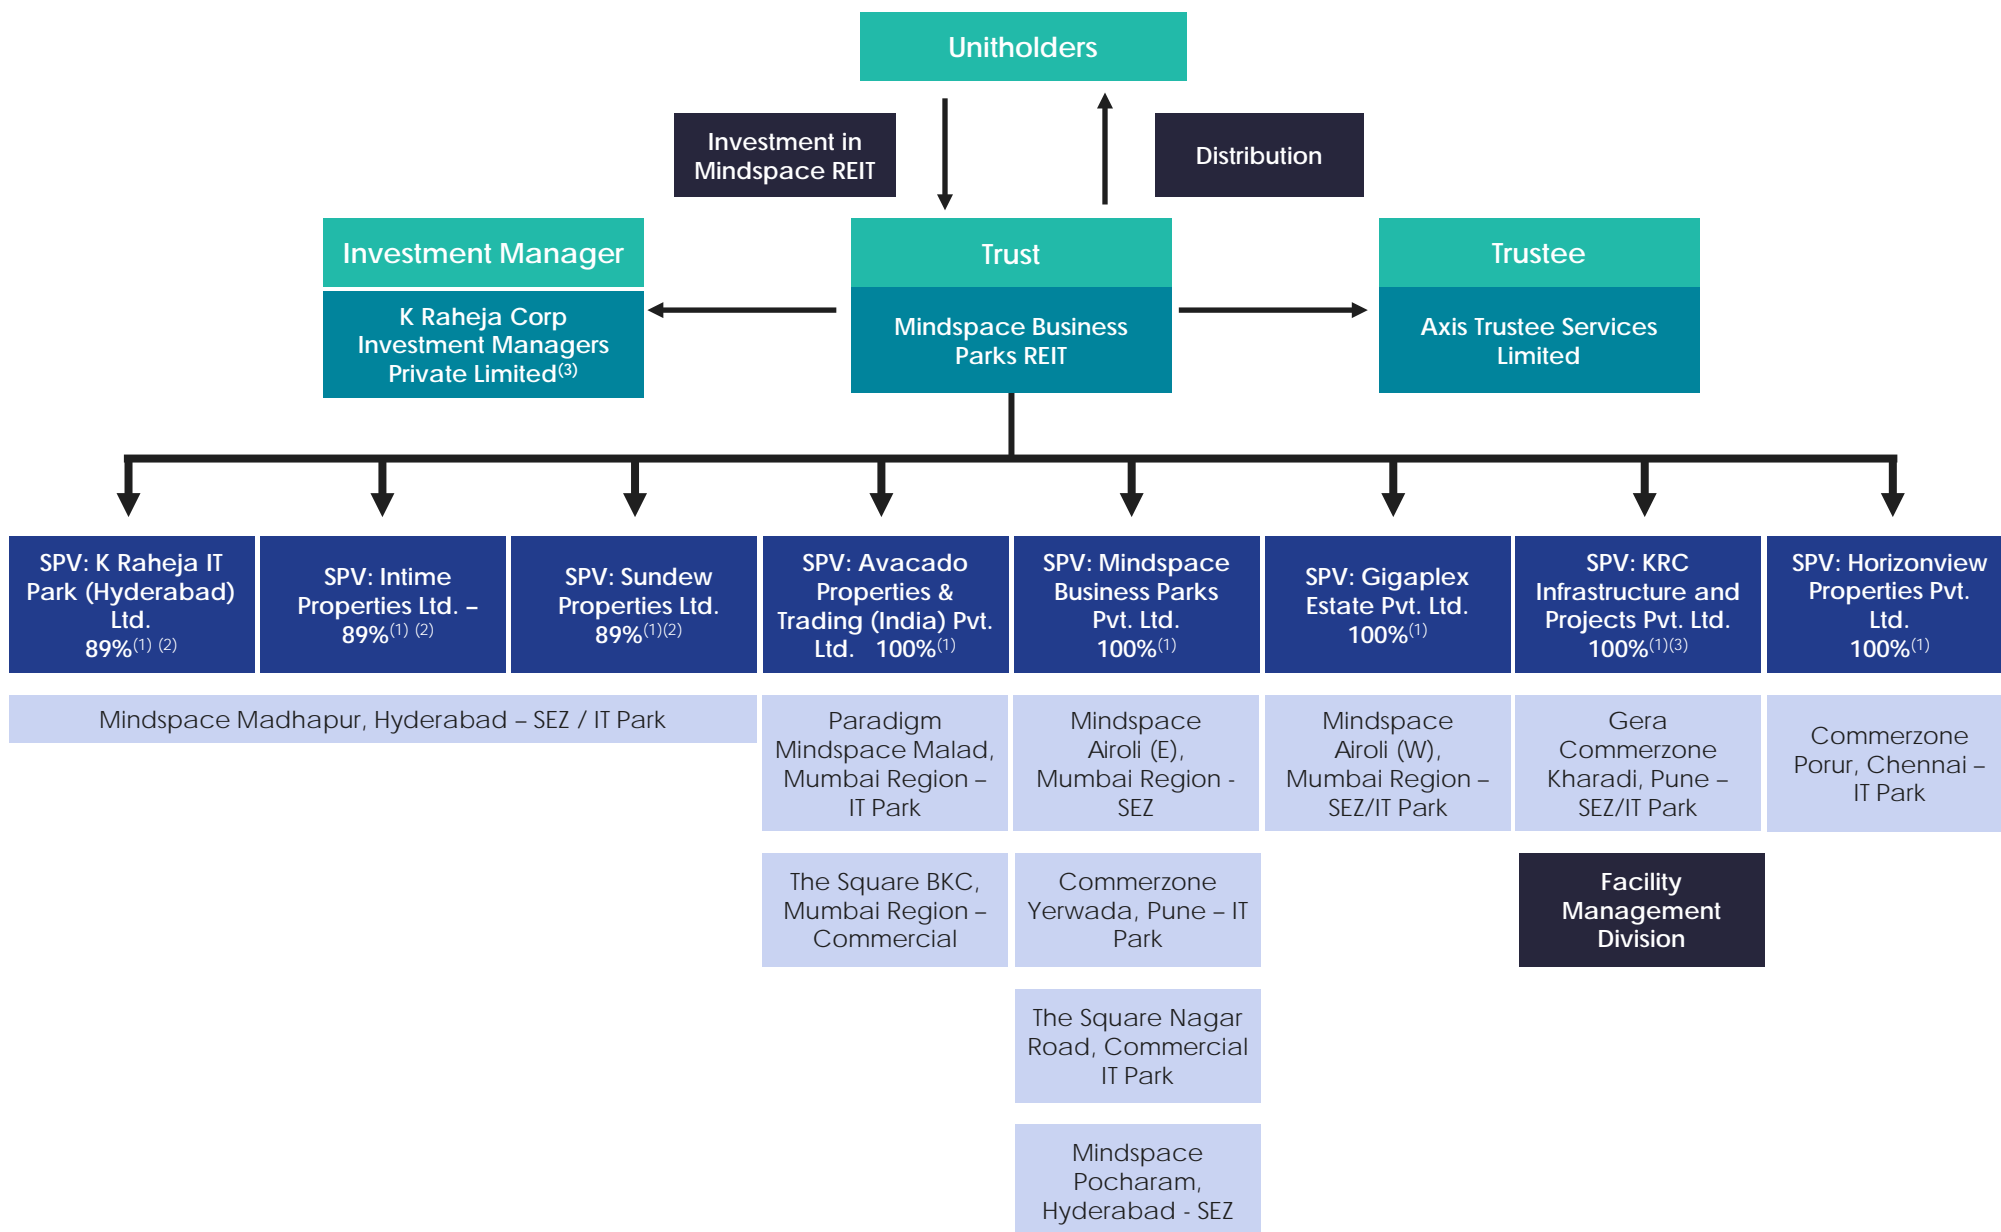 Unitholders
Investment in
Mindspace REIT
Distribution
Investment Manager
K Raheja Corp
Investment Managers
Private Limited(3)
Trust
Mindspace Business
Parks REIT
Trustee
Axis Trustee Services
Limited
SPV: K Raheja IT
Park (Hyderabad)
Ltd.
89%(1) (2)
SPV: Intime
Properties Ltd. –
89%(1) (2)
SPV: Sundew
Properties Ltd.
89%(1)(2)
SPV: Avacado
Properties &
Trading (India) Pvt.
Ltd. 100%(1)
SPV: Mindspace
Business Parks
Pvt. Ltd.
100%(1)
SPV: Gigaplex
Estate Pvt. Ltd.
100%(1)
SPV: KRC
Infrastructure and
Projects Pvt. Ltd.
100%(1)(3)
SPV: Horizonview
Properties Pvt.
Ltd.
100%(1)
Mindspace Madhapur, Hyderabad – SEZ / IT Park
Paradigm
Mindspace Malad,
Mumbai Region –
IT Park
Mindspace
Airoli (E),
Mumbai Region -
SEZ
Mindspace
Airoli (W),
Mumbai Region –
SEZ/IT Park
Gera
Commerzone
Kharadi, Pune –
SEZ/IT Park
Commerzone
Porur, Chennai –
IT Park
The Square BKC,
Mumbai Region –
Commercial
Commerzone
Yerwada, Pune – IT
Park
Facility
Management
Division
The Square Nagar
Road, Commercial
IT Park
Mindspace
Pocharam,
Hyderabad - SEZ